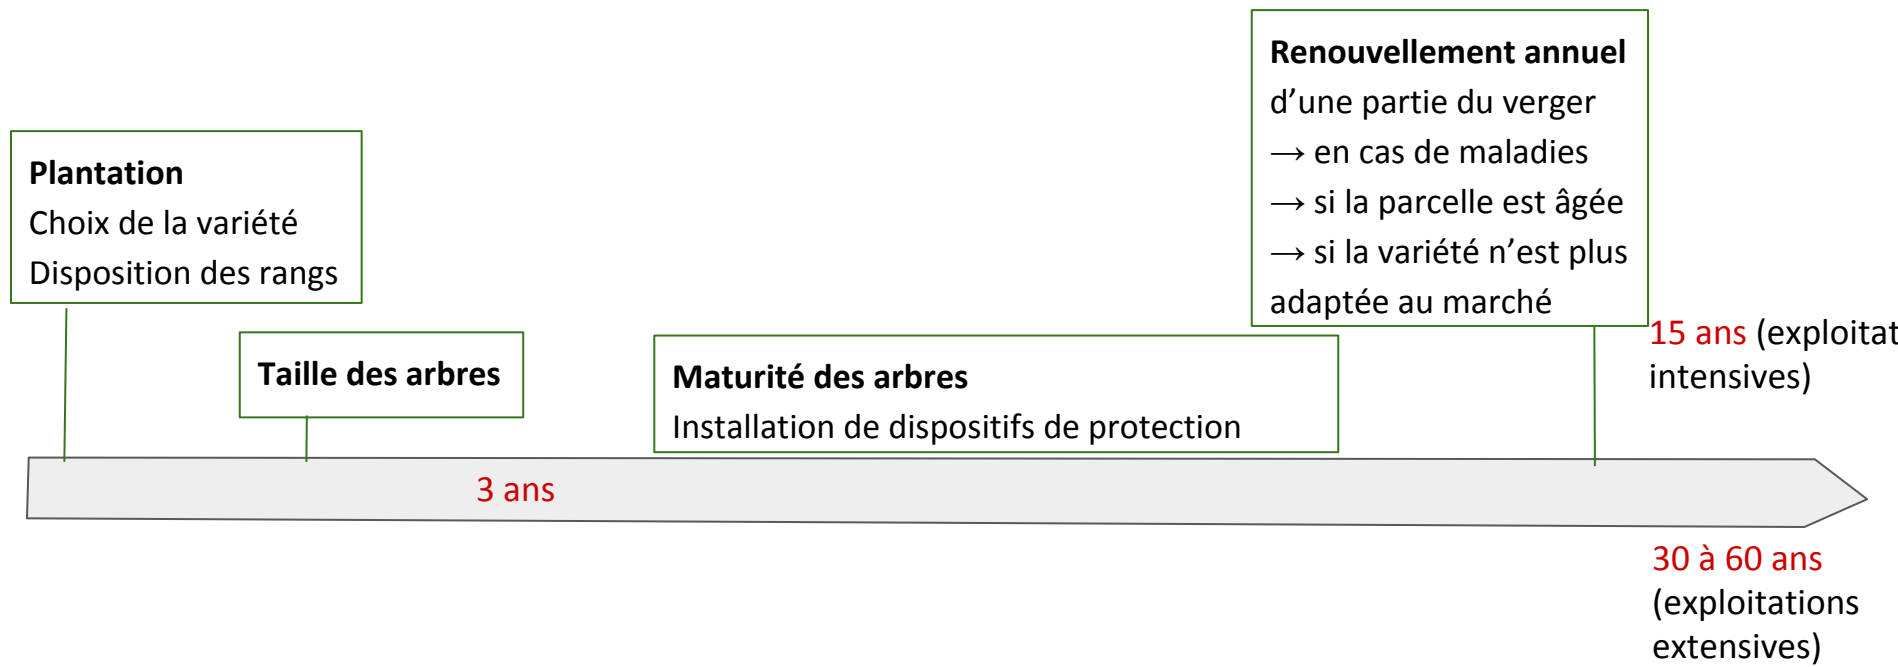 Plantation
Choix de la variété
Disposition des rangs
Taille des arbres
Maturité des arbres
Installation de dispositifs de protection
Renouvellement annuel
d’une partie du verger
→ en cas de maladies
→ si la parcelle est âgée
→ si la variété n’est plus
adaptée au marché
3 ans
15 ans (exploitat
intensives)
30 à 60 ans
(exploitations
extensives)